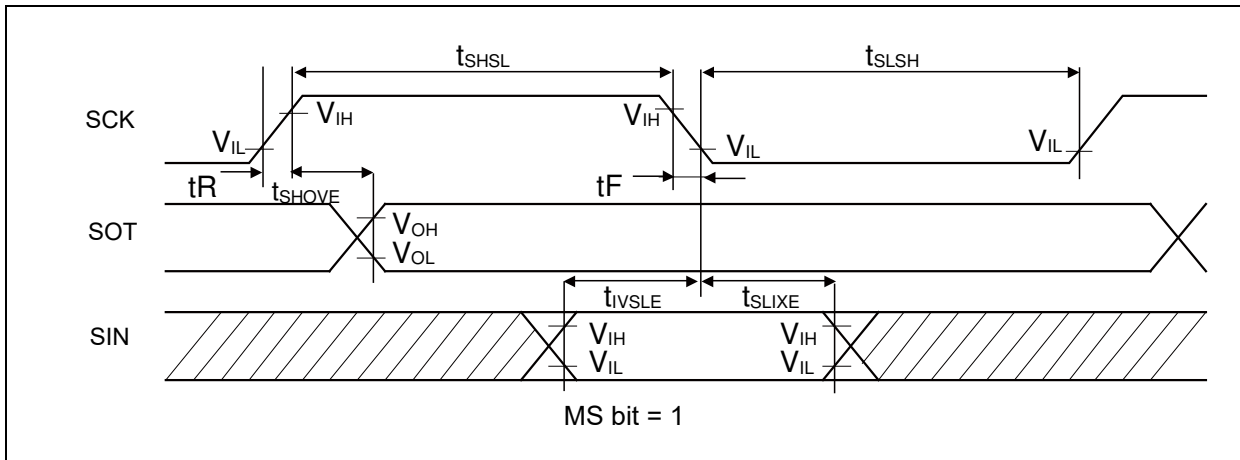 tSHSL tSLSH
SCK VIH VIH
VIL VIL VIL
tR tSHOVE tF
SOT VOH
VOL
tIVSLE tSLIXE
SIN VIH VIH
VIL VIL
MS bit = 1